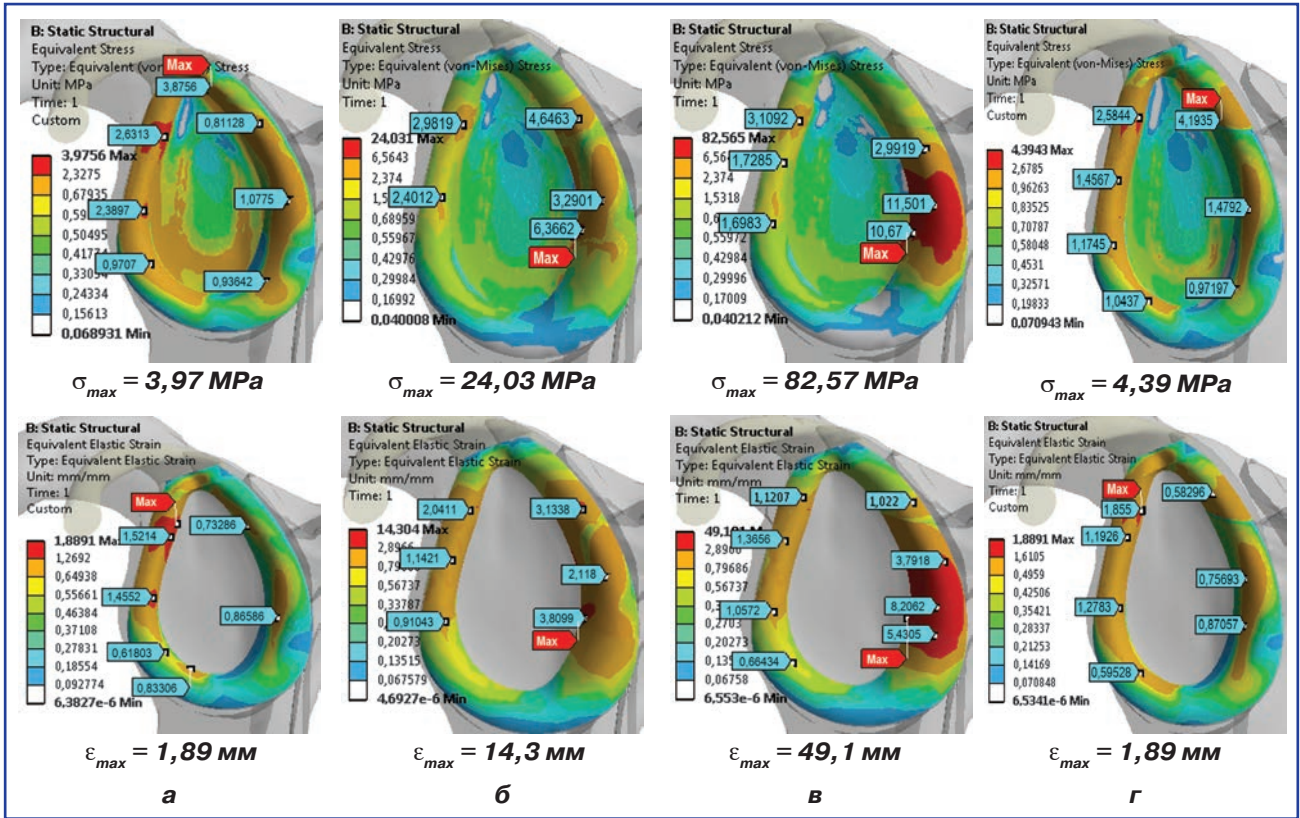 B: Static Structural
Equivalent Stress
Type: Equivalent (von Stress
Unit: MPa
Time: 1
Custom
Max
3,8756
0,81128
2,6313
1,0775
2,3897
0,9707
0,93642
3,9756 Max
2,3275
0,67935
0,50495
0,24334
0,15613
0,068931 Min
σmax = 3,97 MPa
B: Static Structural
Equivalent Stress
Type: Equivalent (von-Mises) Stress
Unit: MPa
Time: 1
2,9819
4,6463
2,4012
3,2901
6,3662
Max
24,031 Max
6,5643
2,374
0,68959
0,55967
0,42976
0,29984
0,16992
0,040008 Min
σmax = 24,03 MPa
B: Static Structural
Equivalent Stress
Type: Equivalent (von-Mises) Stress
Unit: MPa
Time: 1
3,1092
2,9919
1,7285
11,501
1,6983
10,67
Max
82,565 Max
2,374
1,5318
0,42984
0,29996
0,17009
0,040212 Min
σmax = 82,57 MPa
B: Static Structural
Equivalent Stress
Type: Equivalent (von-Mises) Stress
Unit: MPa
Time: 1
Custom
Max
2,5844
4,1935
1,4567
1,4792
1,1745
0,97197
1,0437
4,3943 Max
2,6785
0,96263
0,83525
0,70787
0,58048
0,4531
0,32571
0,19833
0,070943 Min
σmax = 4,39 MPa
B: Static Structural
Equivalent Elastic Strain
Type: Equivalent Elastic Strain
Unit: mm/mm
Time: 1
Custom
Max
0,73286
1,5214
1,4552
0,86586
0,61803
0,83306
1,8891 Max
1,2692
0,64938
0,55661
0,46384
0,37108
0,27831
0,18554
0,092774
6,3827e-6 Min
εmax = 1,89 мм
а
B: Static Structural
Equivalent Elastic Strain
Type: Equivalent Elastic Strain
Unit: mm/mm
Time: 1
2,0411
3,1338
1,1421
2,118
0,91043
3,8099
Max
14,304 Max
0,56737
0,33787
0,20273
0,13515
0,067579
4,6927e-6 Min
εmax = 14,3 мм
б
B: Static Structural
Equivalent Elastic Strain
Type: Equivalent Elastic Strain
Unit: mm/mm
Time: 1
1,1207
1,022
1,3656
3,7918
1,0572
8,2062
5,4305
0,66434
Max
0,79686
0,56737
0,20273
0,06758
6,553e-6 Min
εmax = 49,1 мм
в
B: Static Structural
Equivalent Elastic Strain
Type: Equivalent Elastic Strain
Unit: mm/mm
Time: 1
Custom
Max
0,58296
1,855
1,1926
0,75693
1,2783
0,87057
0,59528
1,8891 Max
1,6105
0,4959
0,42506
0,35421
0,28337
0,21253
0,14169
0,070848
6,5341e-6 Min
εmax = 1,89 мм
г